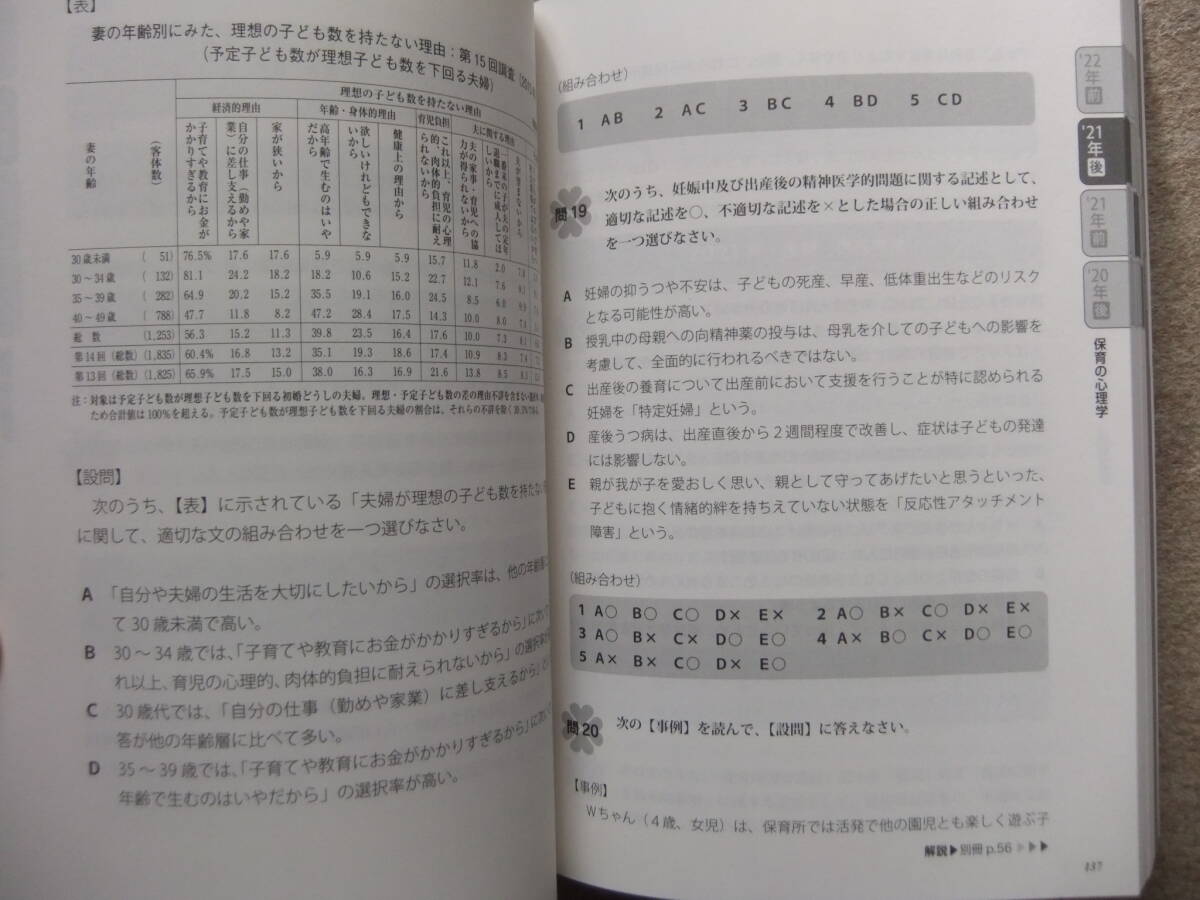 【表】
妻の年齢別にみた、理想の子ども数を持たない理由：第15回調査
（予定子ども数が理想子ども数を下回る夫婦）
理想の子ども数を持たない理由
経済的理由 年齢・身体的理由 育児負担 夫に関する理由
妻の年齢
（客体数）
子育てや教育にお金がかかりすぎるから
自分の仕事（勤めや家業）に差し支えるから
家が狭いから
高年齢で生むのはいやだから
欲しいけれどもできないから
健康上の理由から
これ以上、育児の心理的、肉体的負担に耐えられないから
夫の家事・育児への協力が得られないから
30歳未満 (51) 76.5% 17.6 17.6 5.9 5.9 5.9 15.7 11.8 2.0
30～34歳 (132) 81.1 24.2 18.2 18.2 10.6 15.2 22.7 12.1 7.6
35～39歳 (282) 64.9 20.2 15.2 35.5 19.1 16.0 24.5 8.5 6.0
40～49歳 (788) 47.7 11.8 8.2 47.2 28.4 17.5 14.3 10.0 8.0
総数 (1,253) 56.3 15.2 11.3 39.8 23.5 16.4 17.6 10.0 7.3
第14回（総数）(1,835) 60.4% 16.8 13.2 35.1 19.3 18.6 17.4 10.9 8.3
第13回（総数）(1,825) 65.9% 17.5 15.0 38.0 16.3 16.9 21.6 13.8 8.5 8.3
注：対象は予定子ども数が理想子ども数を下回る初婚どうしの夫婦。理想・予定子ども数の差の理由不詳を含まない
ため合計値は100％を超える。予定子ども数が理想子ども数を下回る夫婦の割合は、それらの不詳を除く
【設問】
次のうち、【表】に示されている「夫婦が理想の子ども数を持たない
に関して、適切な文の組み合わせを一つ選びなさい。
A 「自分や夫婦の生活を大切にしたいから」の選択率は、他の年齢
て30歳未満で高い。
B 30～34歳では、「子育てや教育にお金がかかりすぎるから」に次いで
れ以上、育児の心理的、肉体的負担に耐えられないから」の選択率
C 30歳代では、「自分の仕事（勤めや家業）に差し支えるから」
答が他の年齢層に比べて多い。
D 35～39歳では、「子育てや教育にお金がかかりすぎるから」に次いで
年齢で生むのはいやだから」の選択率が高い。
（組み合わせ）
1 AB 2 AC 3 BC 4 BD 5 CD
問19 次のうち、妊娠中及び出産後の精神医学的問題に関する記述として、
適切な記述を○、不適切な記述を×とした場合の正しい組み合わせ
を一つ選びなさい。
A 妊婦の抑うつや不安は、子どもの死産、早産、低体重出生などのリスク
となる可能性が高い。
B 授乳中の母親への向精神薬の投与は、母乳を介しての子どもへの影響を
考慮して、全面的に行われるべきではない。
C 出産後の養育について出産前において支援を行うことが特に認められる
妊婦を「特定妊婦」という。
D 産後うつ病は、出産直後から２週間程度で改善し、症状は子どもの発達
には影響しない。
E 親が我が子を愛おしく思い、親として守ってあげたいと思うといった、
子どもに抱く情緒的絆を持ちえていない状態を「反応性アタッチメント
障害」という。
（組み合わせ）
1 A○ B○ C○ D× E× 2 A○ B× C○ D× E×
3 A○ B× C× D○ E○ 4 A× B○ C× D○ E○
5 A× B× C○ D× E○
問20 次の【事例】を読んで、【設問】に答えなさい。
【事例】
Wちゃん（４歳、女児）は、保育所では活発で他の園児とも楽しく遊ぶ子
解説▶別冊p.56 ▶▶▶
437
'22年前
'21年後
'21年前
'20年後
保育の心理学